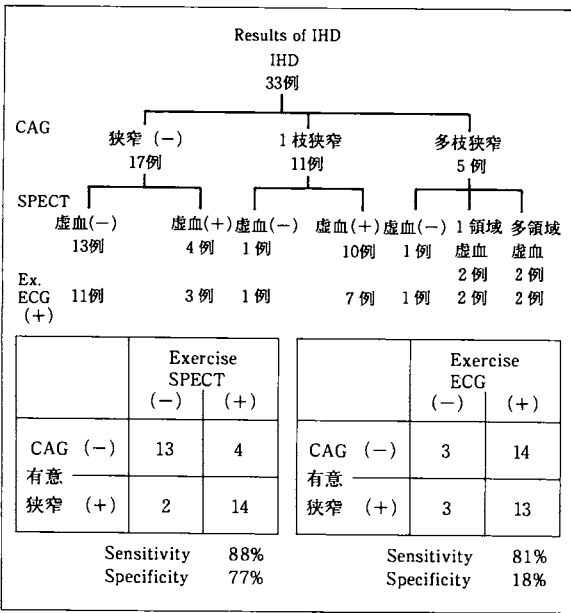 Results of IHD
IHD
33例
CAG
狭窄 (−) 1枝狭窄 多枝狭窄
17例 11例 5例
SPECT
虚血(−) 虚血(+) 虚血(−) 虚血(+) 虚血(−) 1領域 多領域
13例 4例 1例 10例 1例 虚血 虚血
2例 2例
Ex.
ECG 11例 3例 1例 7例 1例 2例 2例
(+)
Exercise
SPECT
(−) (+)
CAG (−) 13 4
有意
狭窄 (+) 2 14
Sensitivity 88%
Specificity 77%
Exercise
ECG
(−) (+)
CAG (−) 3 14
有意
狭窄 (+) 3 13
Sensitivity 81%
Specificity 18%